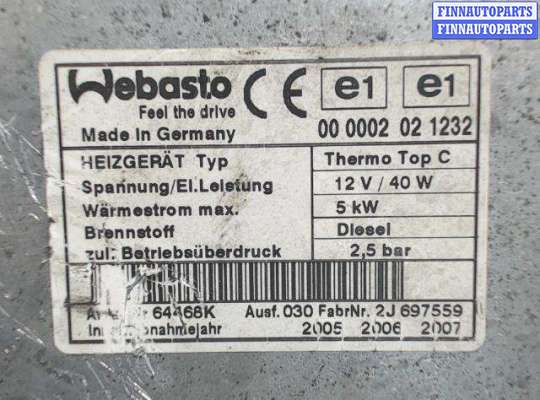 FINNAUTOPARTS
FINNAUTOPARTS
Webasto
Feel the drive
Made In Germany
CE e1 e1
00 0002 02 1232
HEIZGERÄT Typ Thermo Top C
Spannung/El.Leistung 12 V / 40 W
Wärmestrom max. 5 kW
Brennstoff Diesel
zul. Betriebsüberdruck 2,5 bar
64468K Ausf. 030 FabrNr. 2J 697559
2005 2006 2007